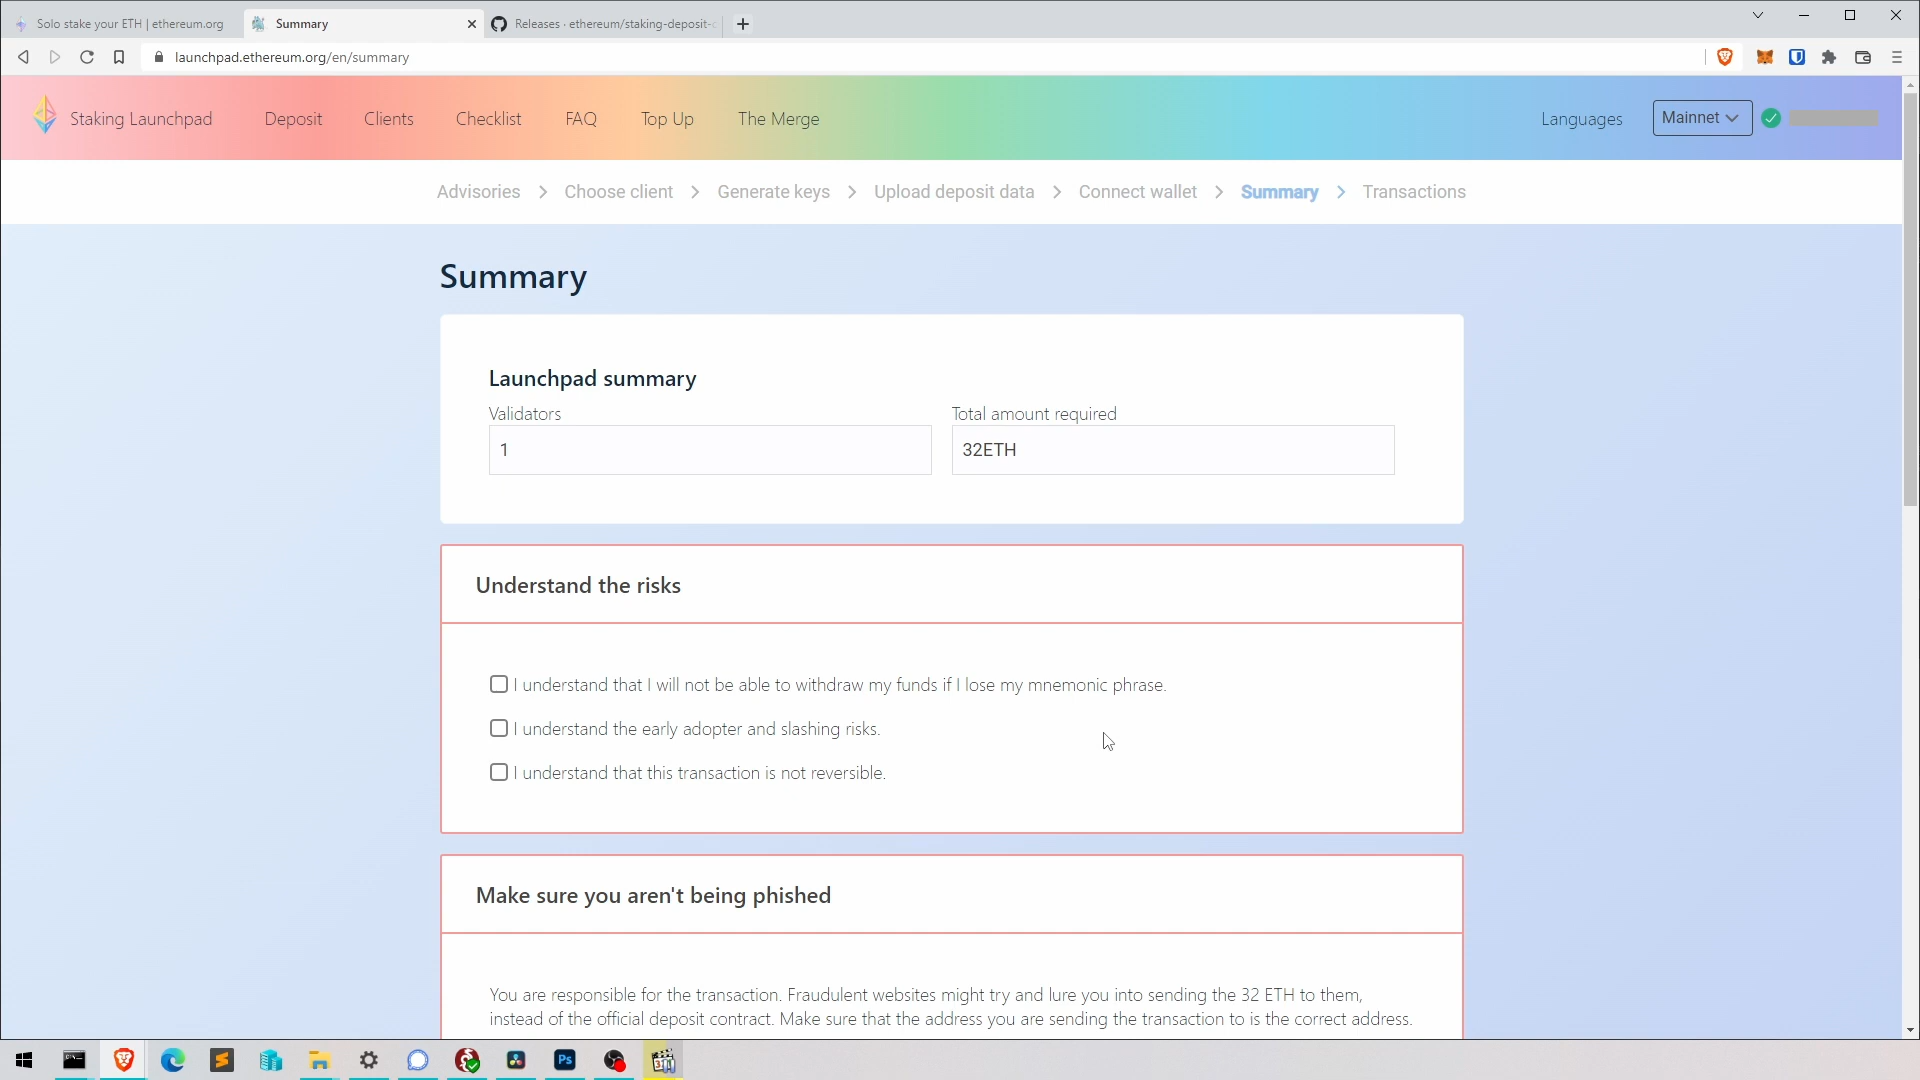 Solo stake your ETH | ethereum.org
Summary
Releases · ethereum/staking-deposit-c
launchpad.ethereum.org/en/summary
Staking Launchpad
Deposit
Clients
Checklist
FAQ
Top Up
The Merge
Languages
Mainnet
Advisories
Choose client
Generate keys
Upload deposit data
Connect wallet
Summary
Transactions
Summary
Launchpad summary
Validators
Total amount required
1
32ETH
Understand the risks
I understand that I will not be able to withdraw my funds if I lose my mnemonic phrase.
I understand the early adopter and slashing risks.
I understand that this transaction is not reversible.
Make sure you aren't being phished
You are responsible for the transaction. Fraudulent websites might try and lure you into sending the 32 ETH to them,
instead of the official deposit contract. Make sure that the address you are sending the transaction to is the correct address.
Ps